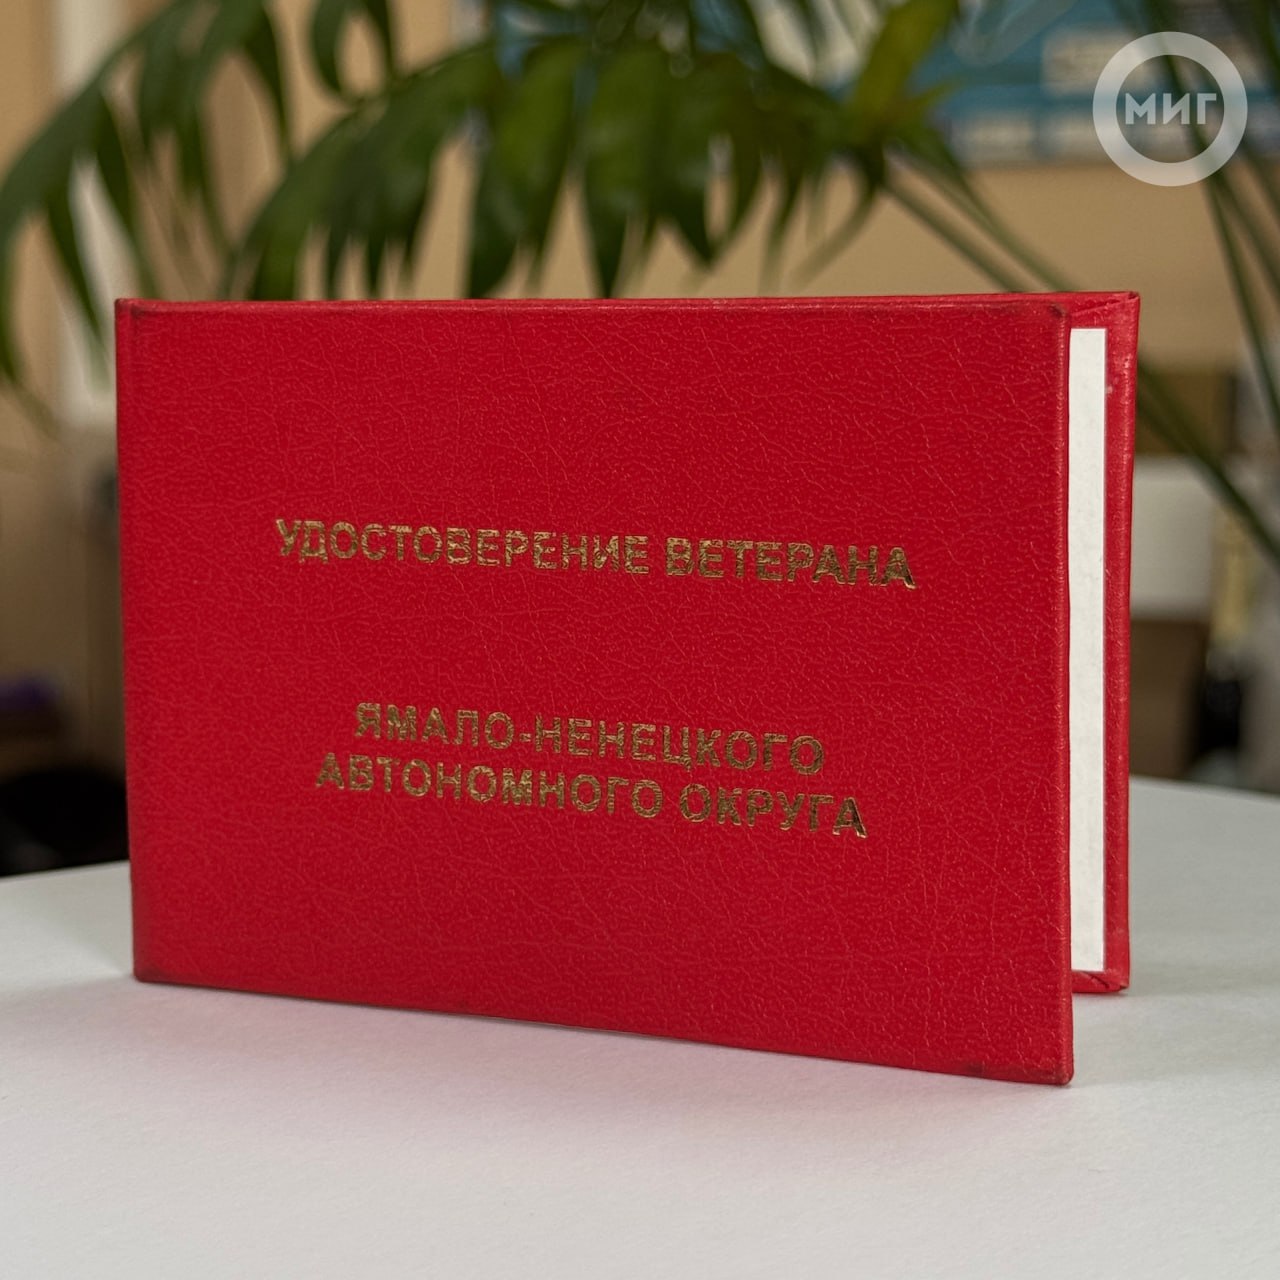 МИГ
УДОСТОВЕРЕНИЕ ВЕТЕРАНА
ЯМАЛО-НЕНЕЦКОГО
АВТОНОМНОГО ОКРУГА